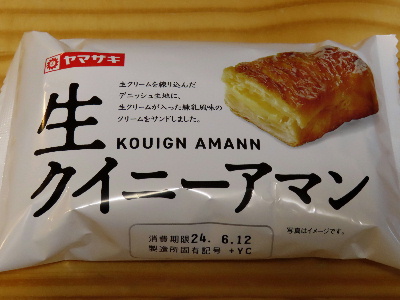 ヤマザキ
生クリームを練り込んだ
デニッシュ生地に、
生クリームが入った練乳風味の
クリームをサンドしました。
生
KOUIGN AMANN
クイニーアマン
写真はイメージです。
消費期限24. 6.12
製造所固有記号 +YC